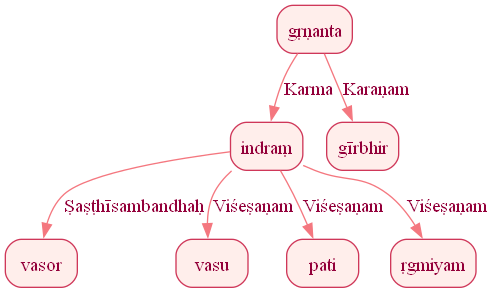 gṛṇanta
Karma Karaṇam
indraṃ gīrbhir
Ṣaṣṭhīsambandhaḥ Viśeṣaṇam Viśeṣaṇam Viśeṣaṇam
vasor vasu pati ṛgmiyam